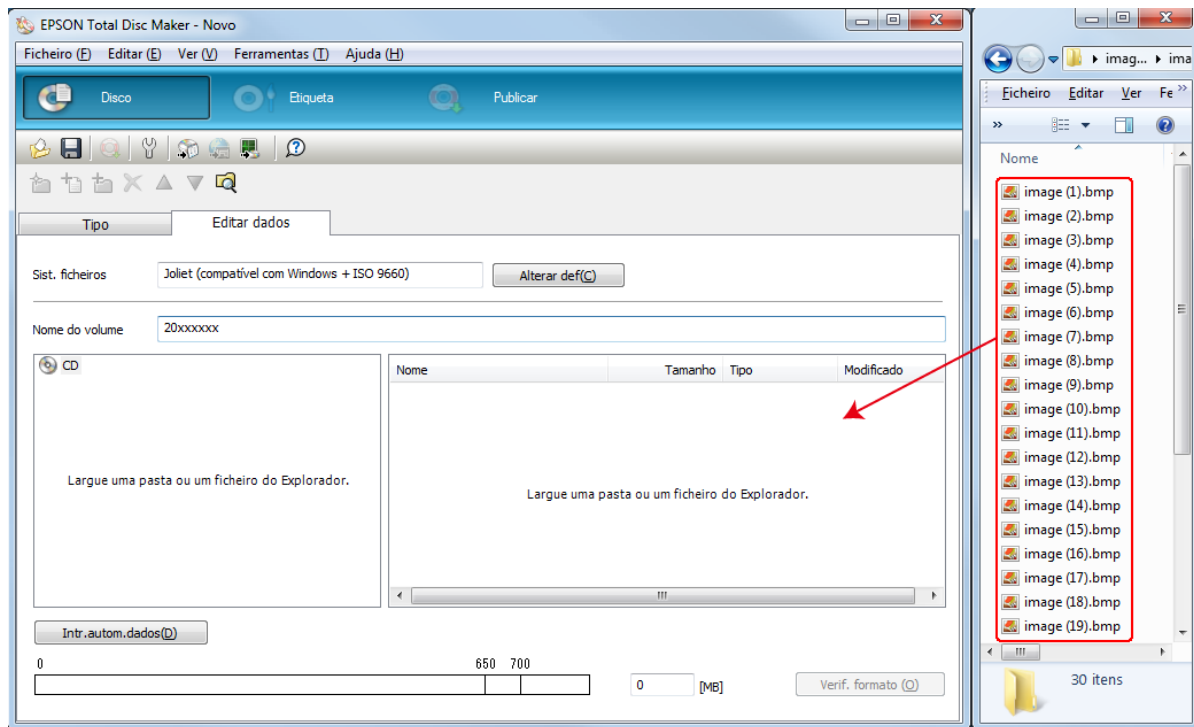 EPSON Total Disc Maker - Novo
Ficheiro (F) Editar (E) Ver (V) Ferramentas (T) Ajuda (H)
Disco Etiqueta Publicar
Tipo Editar dados
Sist. ficheiros Joliet (compatível com Windows + ISO 9660) Alterar def(C)
Nome do volume 20xxxxxx
CD
Largue uma pasta ou um ficheiro do Explorador.
Nome Tamanho Tipo Modificado
Largue uma pasta ou um ficheiro do Explorador.
Intr.autom.dados(D)
0 650 700
0 [MB] Verif. formato (O)
imag... ima
Ficheiro Editar Ver Fe »
»
Nome
image (1).bmp
image (2).bmp
image (3).bmp
image (4).bmp
image (5).bmp
image (6).bmp
image (7).bmp
image (8).bmp
image (9).bmp
image (10).bmp
image (11).bmp
image (12).bmp
image (13).bmp
image (14).bmp
image (15).bmp
image (16).bmp
image (17).bmp
image (18).bmp
image (19).bmp
30 itens